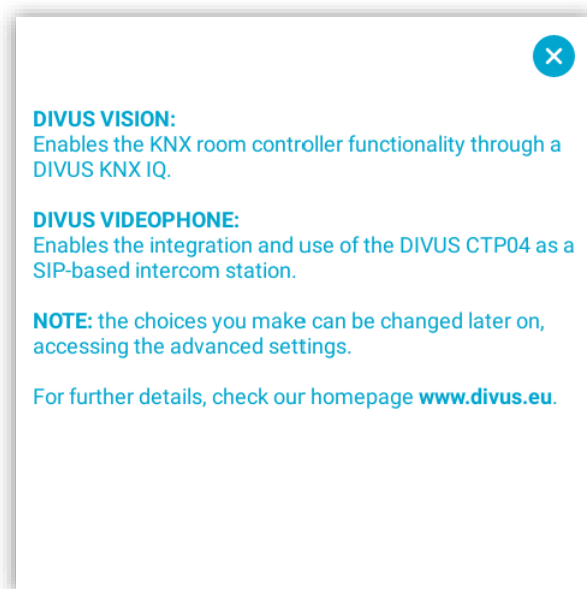 DIVUS VISION:
Enables the KNX room controller functionality through a
DIVUS KNX IQ.
DIVUS VIDEOPHONE:
Enables the integration and use of the DIVUS CTP04 as a
SIP-based intercom station.
NOTE: the choices you make can be changed later on,
accessing the advanced settings.
For further details, check our homepage www.divus.eu.